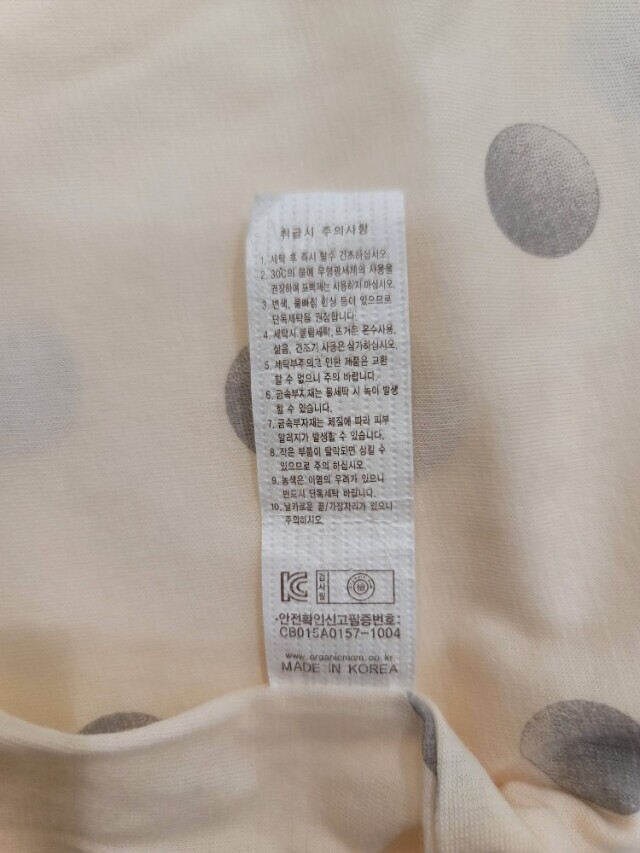 취급시 주의사항
1. 세탁 후 즉시 탈수 건조하십시오.
2. 30C의 물에 무형광세제의 사용을
권장하며 표백제는 사용하지 마십시오.
3. 변색, 물빠짐 현상 등이 있으므로
단독세탁을 권장합니다.
4. 세탁시 물림세탁, 뜨거운 온수사용,
삶음, 건조기 사용은 삼가하십시오.
5. 세탁부주의로 인한 제품은 교환
할 수 없으니 주의 바랍니다.
6. 금속부자재는 물세탁 시 녹이 발생
할 수 있습니다.
7. 금속부자재는 체질에 따라 피부
알러지가 발생할 수 있습니다.
8. 작은 부품이 탈락되면 삼킬 수
있으므로 주의 하십시오.
9. 농색은 이염의 우려가 있으니
반드시 단독세탁 바랍니다.
10. 날카로운 끝/가장자리가 있으니
주의하시오
KC 검사필 檢
·안전확인신고필증번호:
CB015A0157-1004
www.organicmom.co.kr
MADE IN KOREA